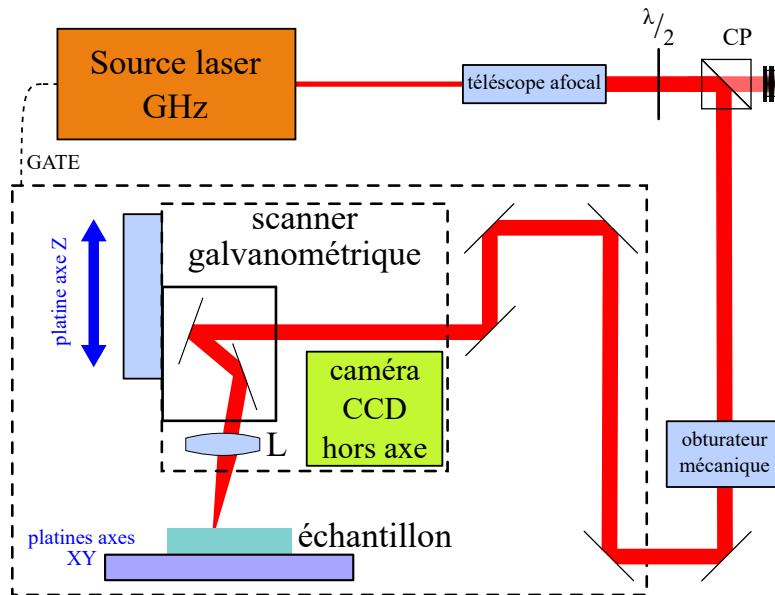 Source laser
GHz
téléscope afocal
λ/2
CP
GATE
scanner
galvanométrique
platine axe Z
caméra
CCD
hors axe
L
obturateur
mécanique
platines axes
XY
échantillon